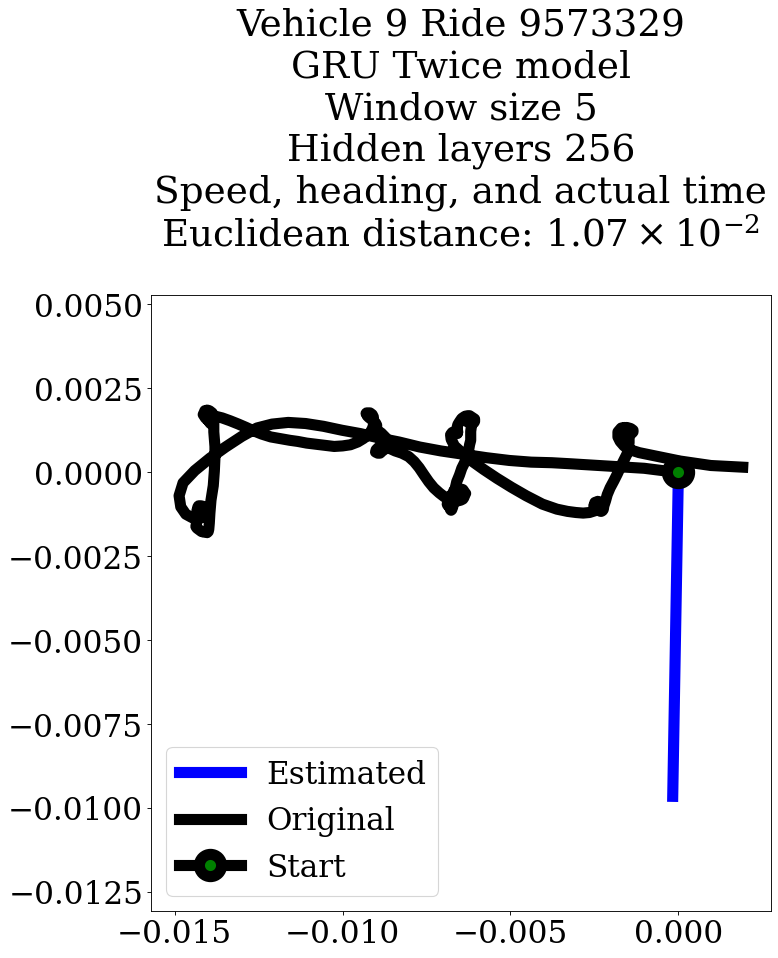 Vehicle 9 Ride 9573329
GRU Twice model
Window size 5
Hidden layers 256
Speed, heading, and actual time
Euclidean distance: 1.07 × 10⁻²
0.0050
0.0025
0.0000
−0.0025
−0.0050
−0.0075
−0.0100
−0.0125
Estimated
Original
Start
−0.015
−0.010
−0.005
0.000